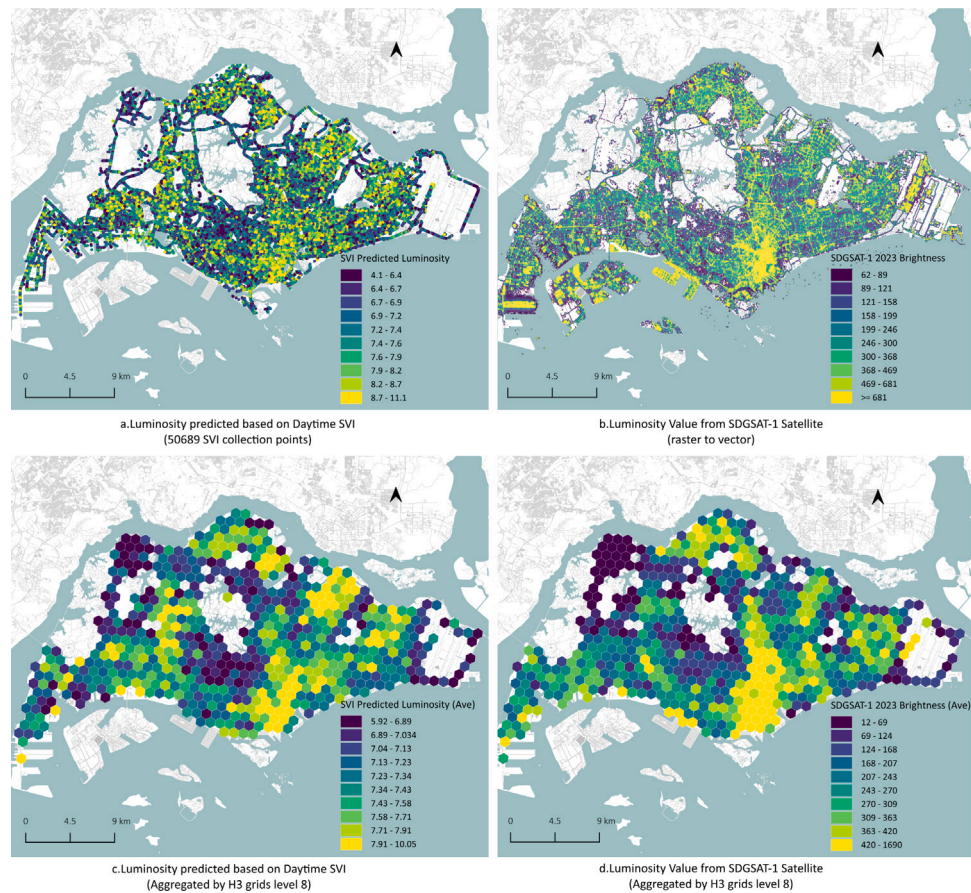 SVI Predicted Luminosity
4.1 - 6.4
6.4 - 6.7
6.7 - 6.9
6.9 - 7.2
7.2 - 7.4
7.4 - 7.6
7.6 - 7.9
7.9 - 8.2
8.2 - 8.7
8.7 - 11.1
0 4.5 9 km
a.Luminosity predicted based on Daytime SVI
(50689 SVI collection points)
SDGSAT-1 2023 Brightness
62 - 89
89 - 121
121 - 158
158 - 199
199 - 246
246 - 300
300 - 368
368 - 469
469 - 681
>= 681
0 4.5 9 km
b.Luminosity Value from SDGSAT-1 Satellite
(raster to vector)
SVI Predicted Luminosity (Ave)
5.92 - 6.89
6.89 - 7.034
7.04 - 7.13
7.13 - 7.23
7.23 - 7.34
7.34 - 7.43
7.43 - 7.58
7.58 - 7.71
7.71 - 7.91
7.91 - 10.05
0 4.5 9 km
c.Luminosity predicted based on Daytime SVI
(Aggregated by H3 grids level 8)
SDGSAT-1 2023 Brightness (Ave)
12 - 69
69 - 124
124 - 168
168 - 207
207 - 243
243 - 270
270 - 309
309 - 363
363 - 420
420 - 1690
0 4.5 9 km
d.Luminosity Value from SDGSAT-1 Satellite
(Aggregated by H3 grids level 8)